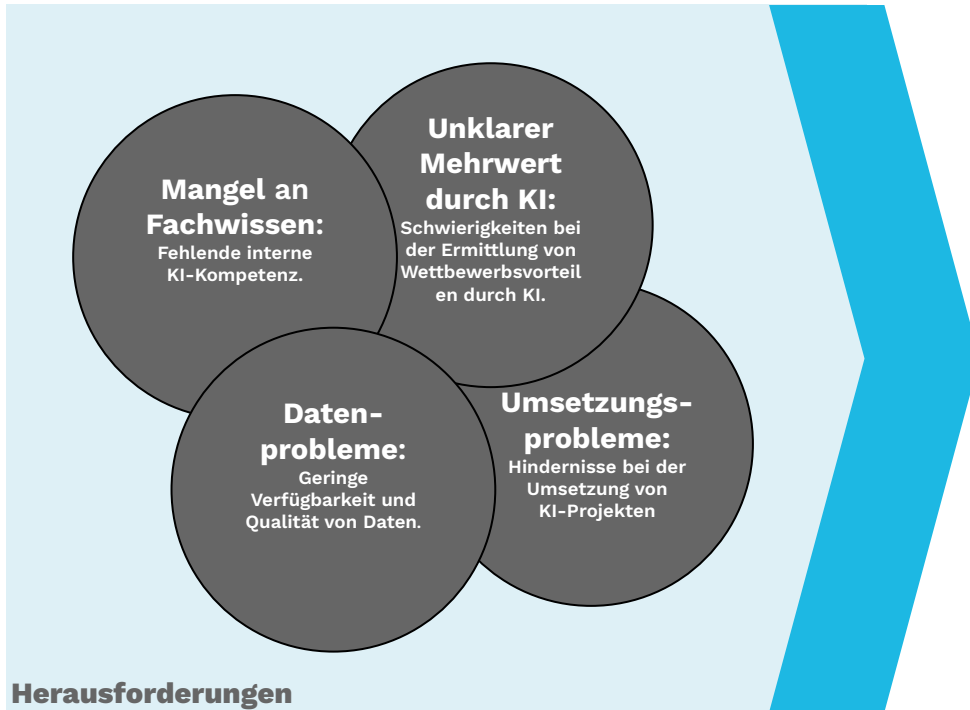 Unklarer
Mehrwert
durch KI:
Schwierigkeiten bei
der Ermittlung von
Wettbewerbsvorteil
en durch KI.
Mangel an
Fachwissen:
Fehlende interne
KI-Kompetenz.
Daten-
probleme:
Geringe
Verfügbarkeit und
Qualität von Daten.
Umsetzungs-
probleme:
Hindernisse bei der
Umsetzung von
KI-Projekten
Herausforderungen